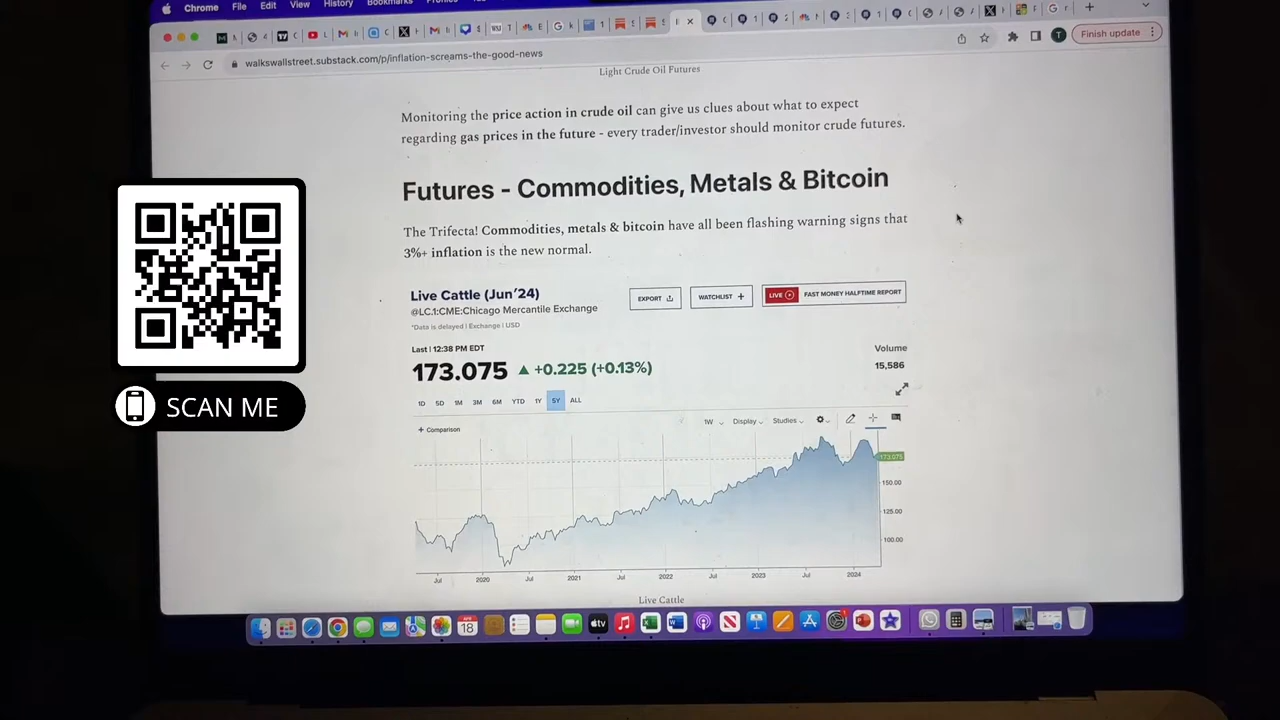 Chrome File Edit View History Bookmarks
Finish update
walkswallstreet.substack.com/p/inflation-screams-the-good-news
Light Crude Oil Futures
Monitoring the price action in crude oil can give us clues about what to expect
regarding gas prices in the future - every trader/investor should monitor crude futures.
Futures - Commodities, Metals & Bitcoin
The Trifecta! Commodities, metals & bitcoin have all been flashing warning signs that
3%+ inflation is the new normal.
Live Cattle (Jun'24)
@LC.1:CME:Chicago Mercantile Exchange
*Data is delayed | Exchange | USD
EXPORT
WATCHLIST +
LIVE
FAST MONEY HALFTIME REPORT
Last | 12:38 PM EDT
173.075 ▲ +0.225 (+0.13%)
Volume
15,586
1D 5D 1M 3M 6M YTD 1Y 5Y ALL
1W Display Studies
+ Comparison
173.075
150.00
125.00
100.00
Jul 2020 Jul 2021 Jul 2022 Jul 2023 Jul 2024
Live Cattle
SCAN ME
APR
18
tv